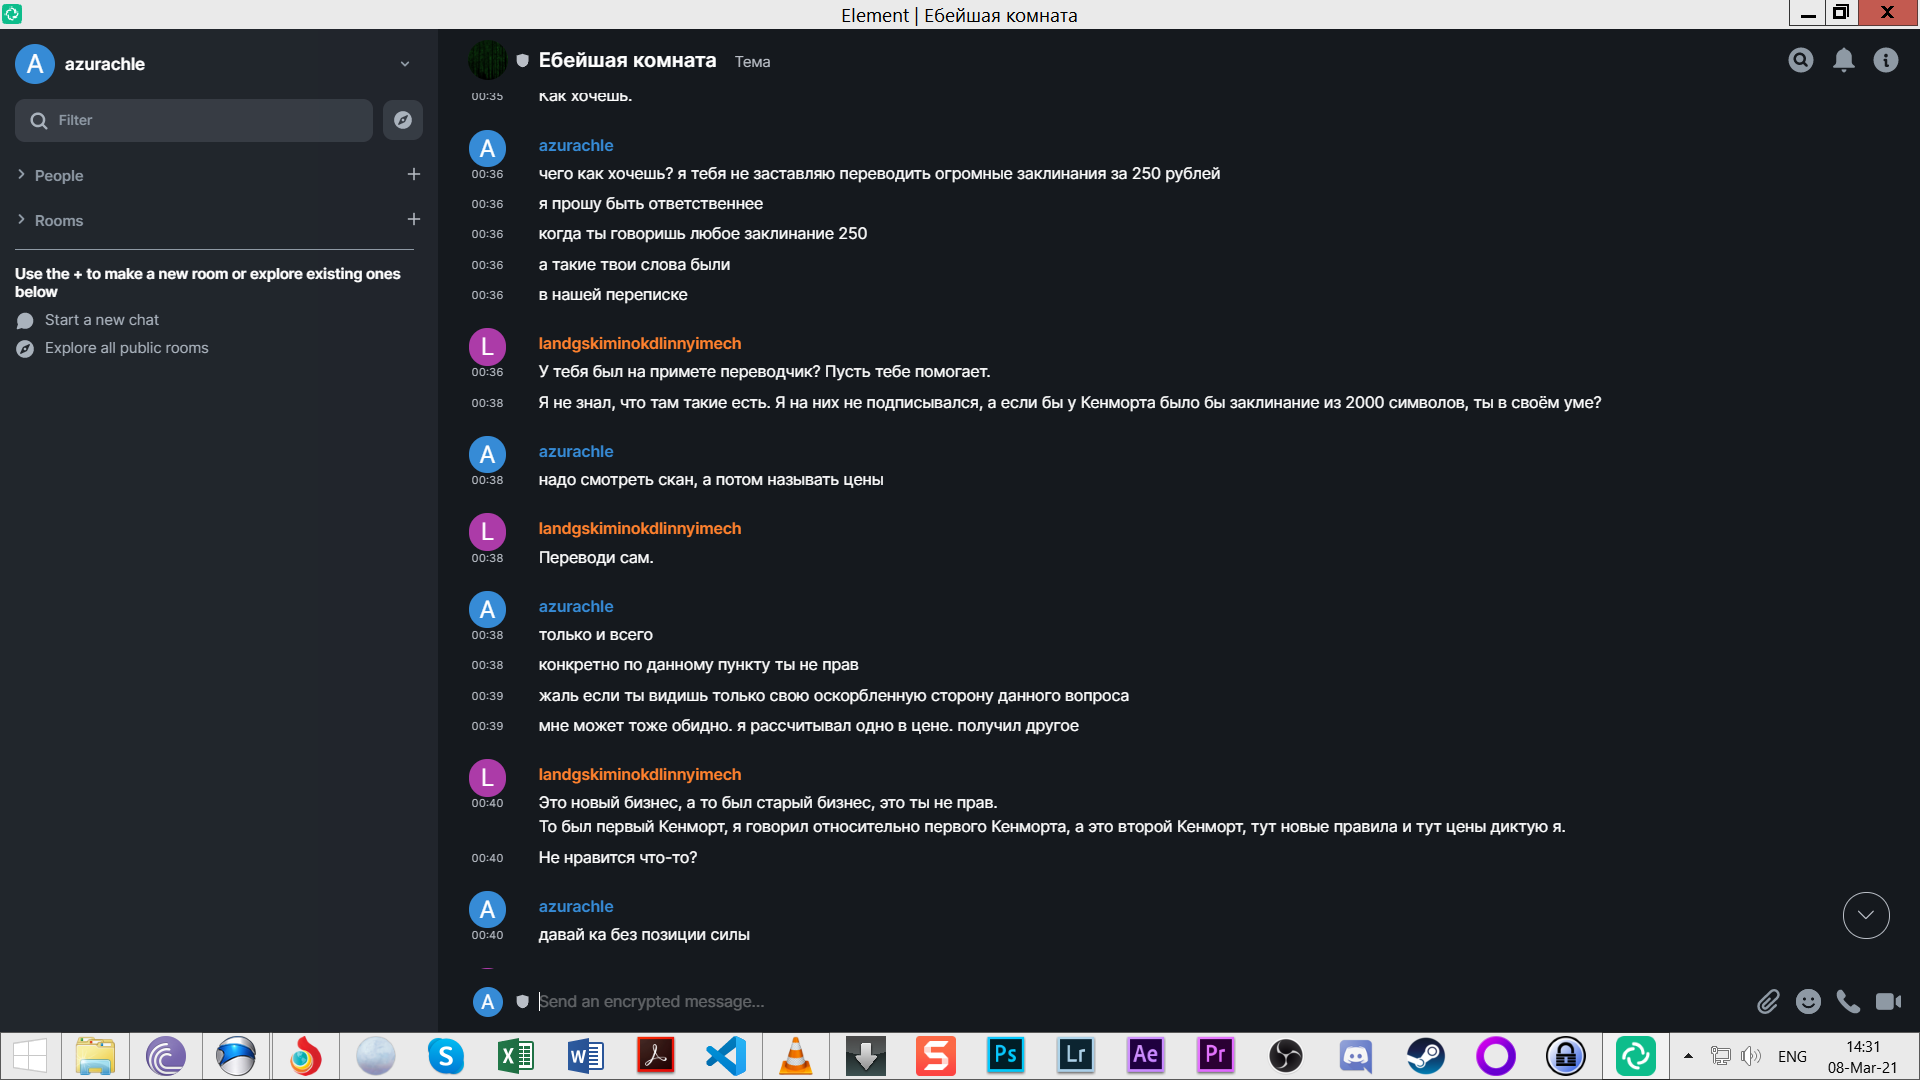 Element | Ебейшая комната
A
azurachle
Filter
People
Rooms
Use the + to make a new room or explore existing ones
below
Start a new chat
Explore all public rooms
Ебейшая комната Тема
00:35 Как хочешь.
A azurachle
00:36 чего как хочешь? я тебя не заставляю переводить огромные заклинания за 250 рублей
00:36 я прошу быть ответственнее
00:36 когда ты говоришь любое заклинание 250
00:36 а такие твои слова были
00:36 в нашей переписке
L landgskiminokdlinnyimech
00:36 У тебя был на примете переводчик? Пусть тебе помогает.
00:38 Я не знал, что там такие есть. Я на них не подписывался, а если бы у Кенморта было бы заклинание из 2000 символов, ты в своём уме?
A azurachle
00:38 надо смотреть скан, а потом называть цены
L landgskiminokdlinnyimech
00:38 Переводи сам.
A azurachle
00:38 только и всего
00:38 конкретно по данному пункту ты не прав
00:39 жаль если ты видишь только свою оскорбленную сторону данного вопроса
00:39 мне может тоже обидно. я рассчитывал одно в цене. получил другое
L landgskiminokdlinnyimech
00:40 Это новый бизнес, а то был старый бизнес, это ты не прав.
То был первый Кенморт, я говорил относительно первого Кенморта, а это второй Кенморт, тут новые правила и тут цены диктую я.
00:40 Не нравится что-то?
A azurachle
00:40 давай ка без позиции силы
A Send an encrypted message...
S X W S Ps Lr Ae Pr ENG
14:31
08-Mar-21